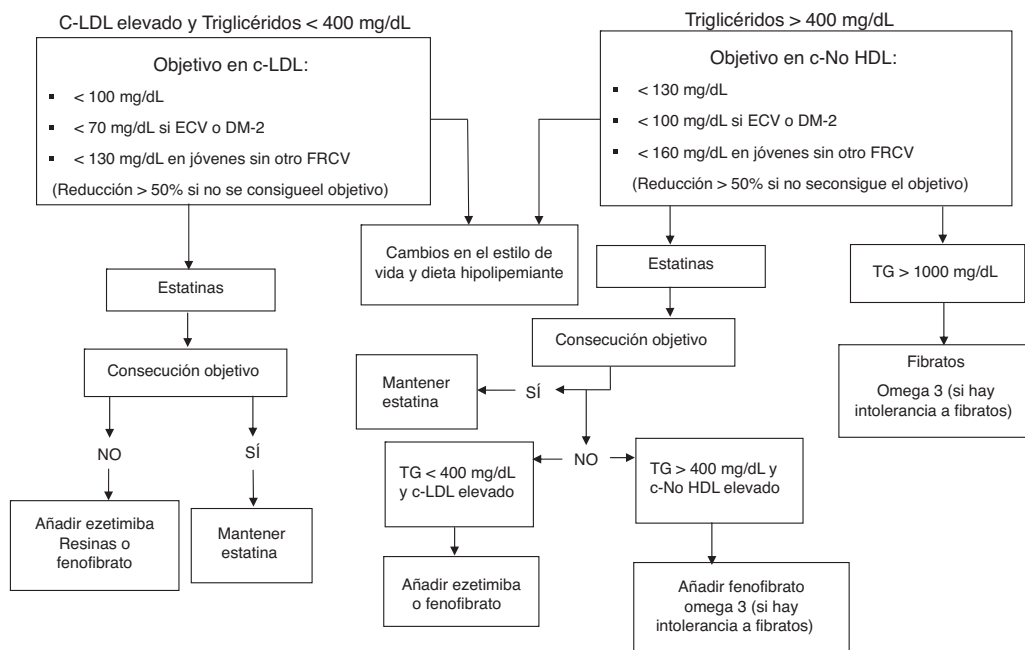 C-LDL elevado y Triglicéridos < 400 mg/dL
Objetivo en c-LDL:
▪ < 100 mg/dL
▪ < 70 mg/dL si ECV o DM-2
▪ < 130 mg/dL en jóvenes sin otro FRCV
(Reducción > 50% si no se consigueel objetivo)
Triglicéridos > 400 mg/dL
Objetivo en c-No HDL:
▪ < 130 mg/dL
▪ < 100 mg/dL si ECV o DM-2
▪ < 160 mg/dL en jóvenes sin otro FRCV
(Reducción > 50% si no seconsigue el objetivo)
Cambios en el estilo de
vida y dieta hipolipemiante
Estatinas
Consecución objetivo
NO
SÍ
Añadir ezetimiba
Resinas o
fenofibrato
Mantener
estatina
Estatinas
Consecución objetivo
SÍ
Mantener
estatina
NO
TG < 400 mg/dL
y c-LDL elevado
Añadir ezetimiba
o fenofibrato
TG > 400 mg/dL y
c-No HDL elevado
Añadir fenofibrato
omega 3 (si hay
intolerancia a fibratos)
TG > 1000 mg/dL
Fibratos
Omega 3 (si hay
intolerancia a fibratos)